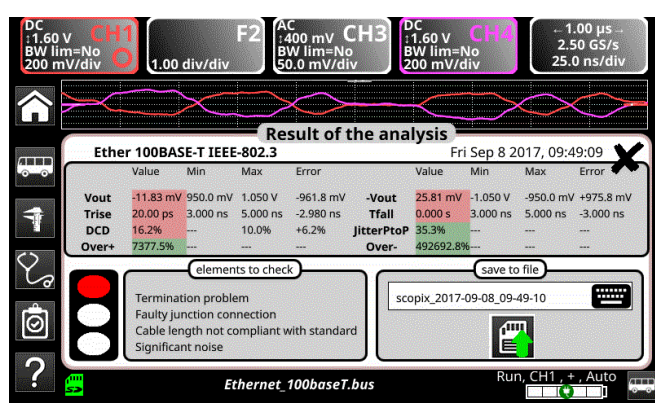 DC
↕1.60 V CH1
BW lim=No
200 mV/div
F2
1.00 div/div
AC
↕400 mV CH3
BW lim=No
50.0 mV/div
DC
↕1.60 V CH4
BW lim=No
200 mV/div
←1.00 µs→
2.50 GS/s
25.0 ns/div
Result of the analysis
Ether 100BASE-T IEEE-802.3 Fri Sep 8 2017, 09:49:09
Value Min Max Error Value Min Max Error
Vout -11.83 mV 950.0 mV 1.050 V -961.8 mV -Vout 25.81 mV -1.050 V -950.0 mV +975.8 mV
Trise 20.00 ps 3.000 ns 5.000 ns -2.980 ns Tfall 0.000 s 3.000 ns 5.000 ns -3.000 ns
DCD 16.2% --- 10.0% +6.2% JitterPtoP 35.3% --- --- ---
Over+ 7377.5% --- --- --- Over- 492692.8% --- --- ---
elements to check
Termination problem
Faulty junction connection
Cable length not compliant with standard
Significant noise
save to file
scopix_2017-09-08_09-49-10
?
Ethernet_100baseT.bus
Run, CH1 , + , Auto